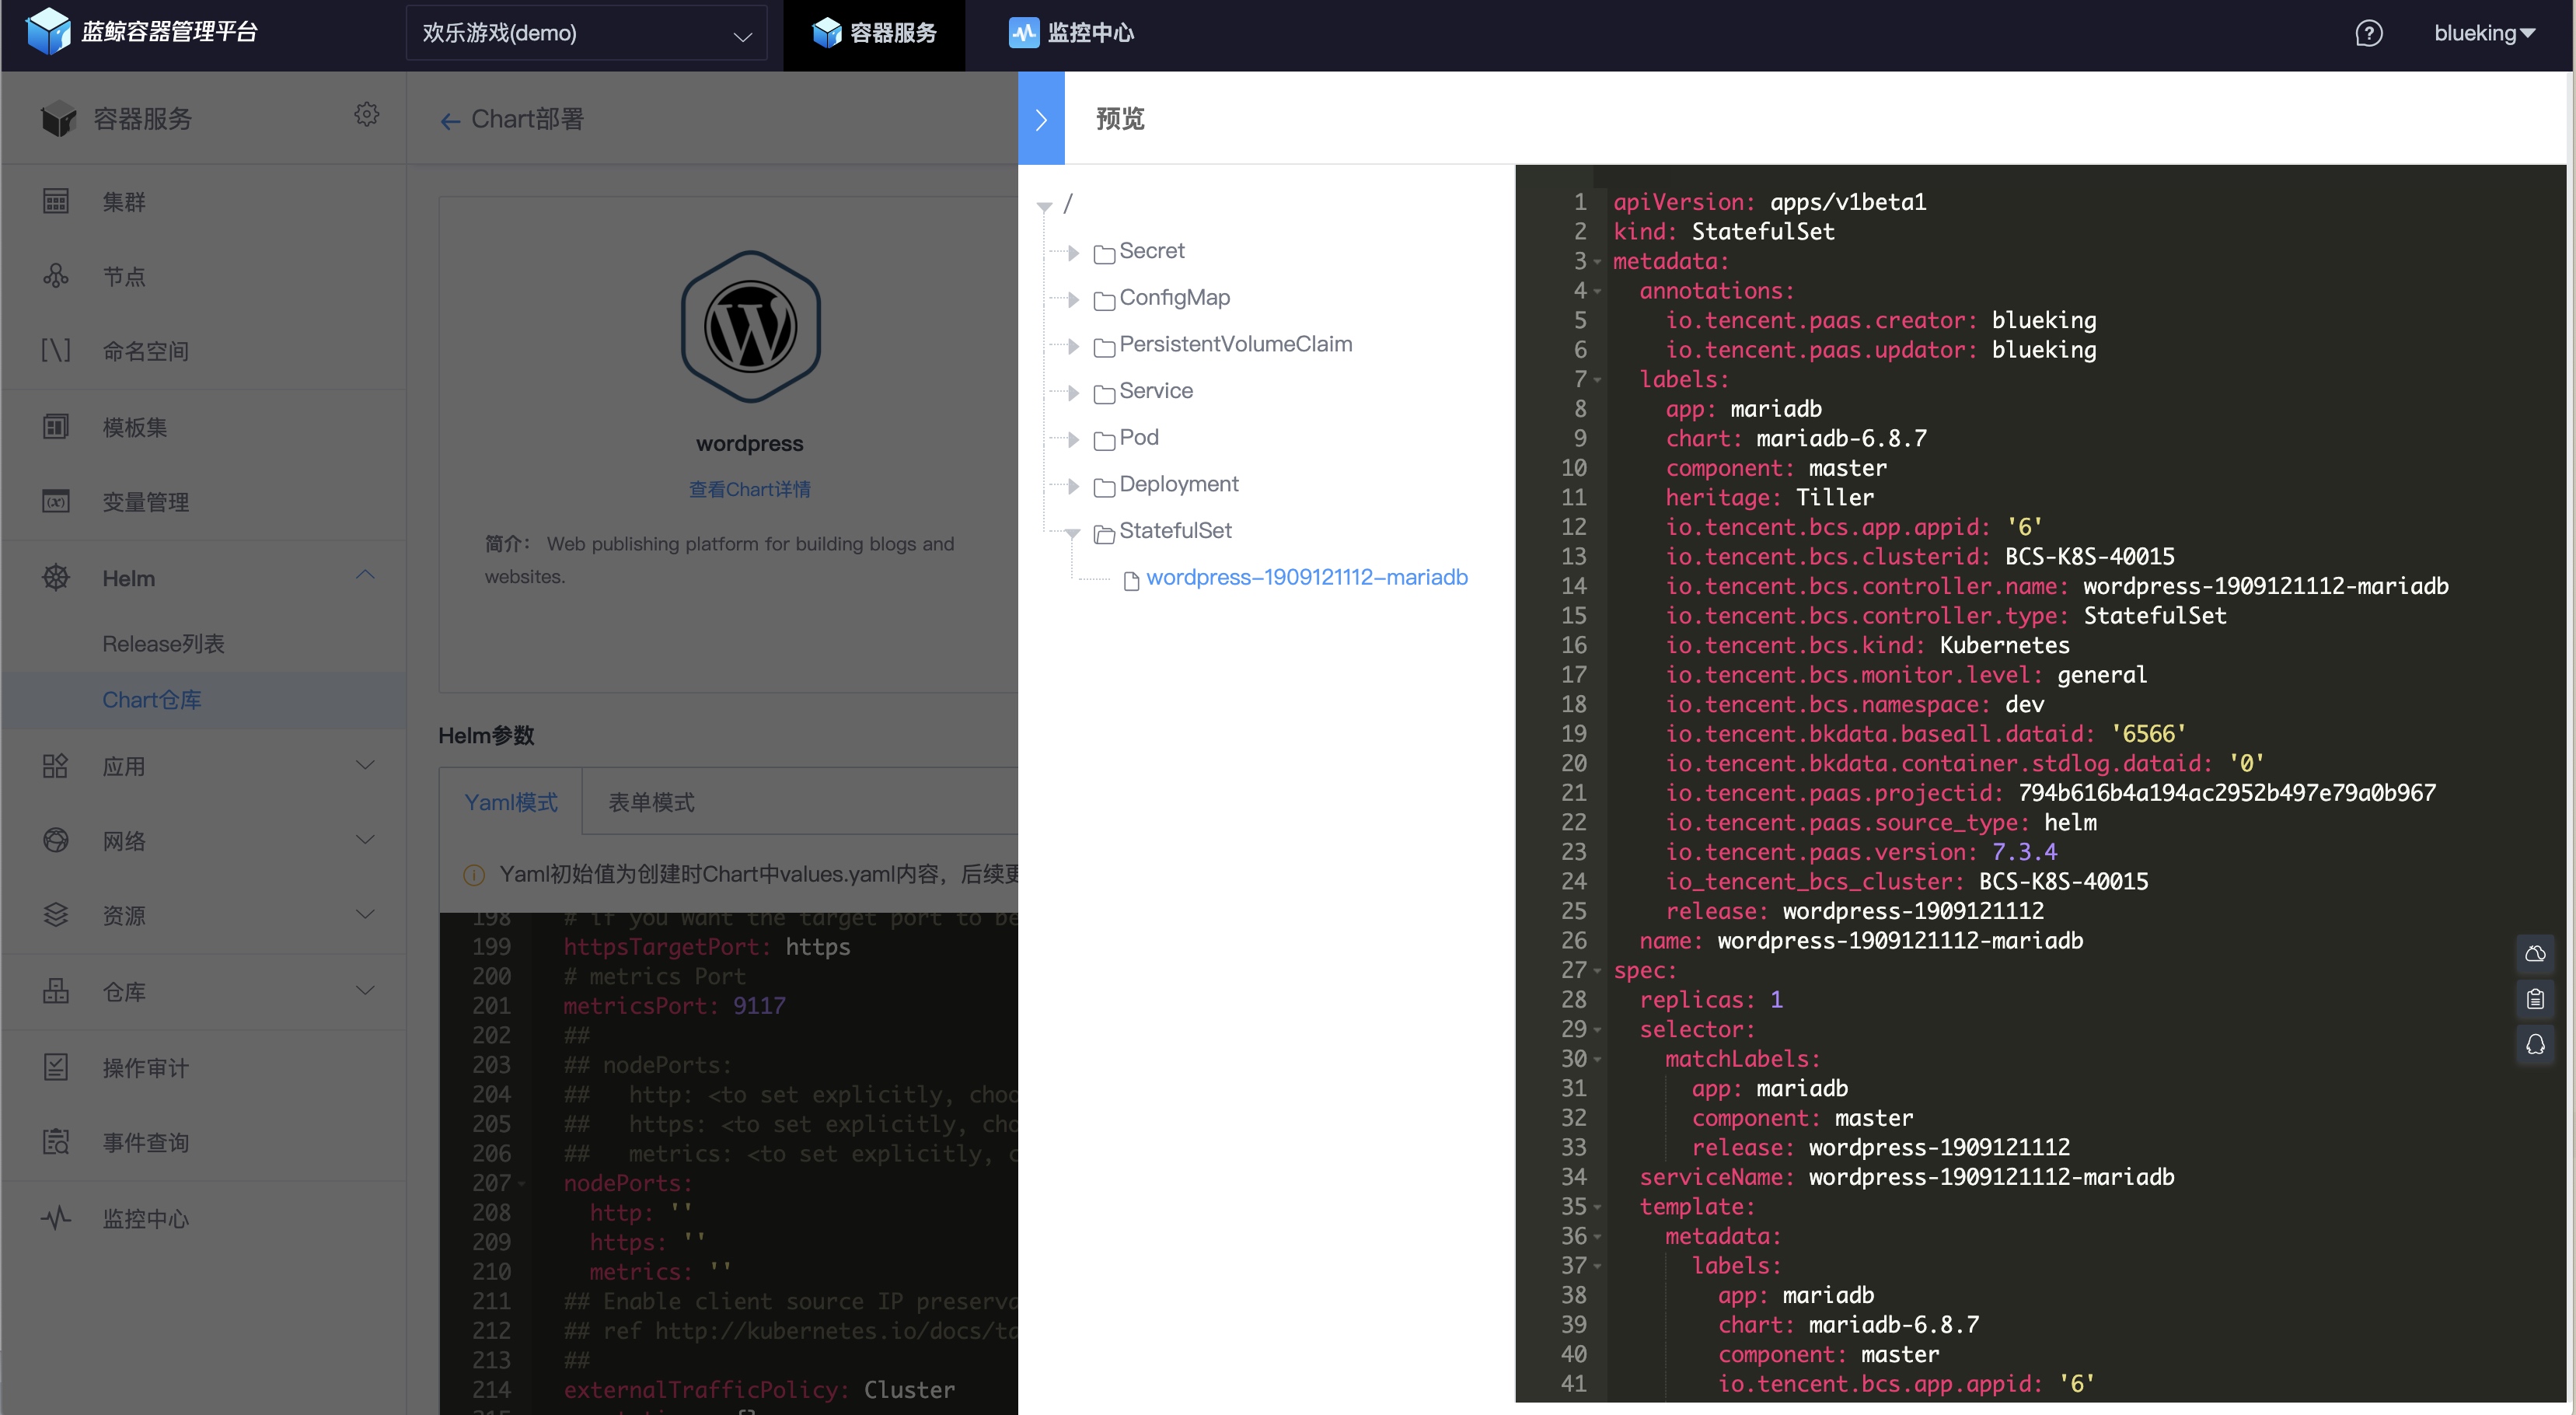 蓝鲸容器管理平台
欢乐游戏(demo)
容器服务
监控中心
blueking
容器服务
集群
节点
命名空间
模板集
变量管理
Helm
Release列表
Chart仓库
应用
网络
资源
仓库
操作审计
事件查询
监控中心
Chart部署
wordpress
查看Chart详情
简介： Web publishing platform for building blogs and
websites.
Helm参数
Yaml模式
表单模式
Yaml初始值为创建时Chart中values.yaml内容，后续更
198 # if you want the target port to be
199 httpsTargetPort: https
200 # metrics Port
201 metricsPort: 9117
202 ##
203 ## nodePorts:
204 ##   http: <to set explicitly, choo
205 ##   https: <to set explicitly, cho
206 ##   metrics: <to set explicitly, c
207 nodePorts:
208   http: ''
209   https: ''
210   metrics: ''
211 ## Enable client source IP preserva
212 ## ref http://kubernetes.io/docs/ta
213 ##
214 externalTrafficPolicy: Cluster
预览
/
Secret
ConfigMap
PersistentVolumeClaim
Service
Pod
Deployment
StatefulSet
wordpress-1909121112-mariadb
1 apiVersion: apps/v1beta1
2 kind: StatefulSet
3 metadata:
4   annotations:
5     io.tencent.paas.creator: blueking
6     io.tencent.paas.updator: blueking
7   labels:
8     app: mariadb
9     chart: mariadb-6.8.7
10     component: master
11     heritage: Tiller
12     io.tencent.bcs.app.appid: '6'
13     io.tencent.bcs.clusterid: BCS-K8S-40015
14     io.tencent.bcs.controller.name: wordpress-1909121112-mariadb
15     io.tencent.bcs.controller.type: StatefulSet
16     io.tencent.bcs.kind: Kubernetes
17     io.tencent.bcs.monitor.level: general
18     io.tencent.bcs.namespace: dev
19     io.tencent.bkdata.baseall.dataid: '6566'
20     io.tencent.bkdata.container.stdlog.dataid: '0'
21     io.tencent.paas.projectid: 794b616b4a194ac2952b497e79a0b967
22     io.tencent.paas.source_type: helm
23     io.tencent.paas.version: 7.3.4
24     io_tencent_bcs_cluster: BCS-K8S-40015
25     release: wordpress-1909121112
26   name: wordpress-1909121112-mariadb
27 spec:
28   replicas: 1
29   selector:
30     matchLabels:
31       app: mariadb
32       component: master
33       release: wordpress-1909121112
34   serviceName: wordpress-1909121112-mariadb
35   template:
36     metadata:
37       labels:
38         app: mariadb
39         chart: mariadb-6.8.7
40         component: master
41         io.tencent.bcs.app.appid: '6'